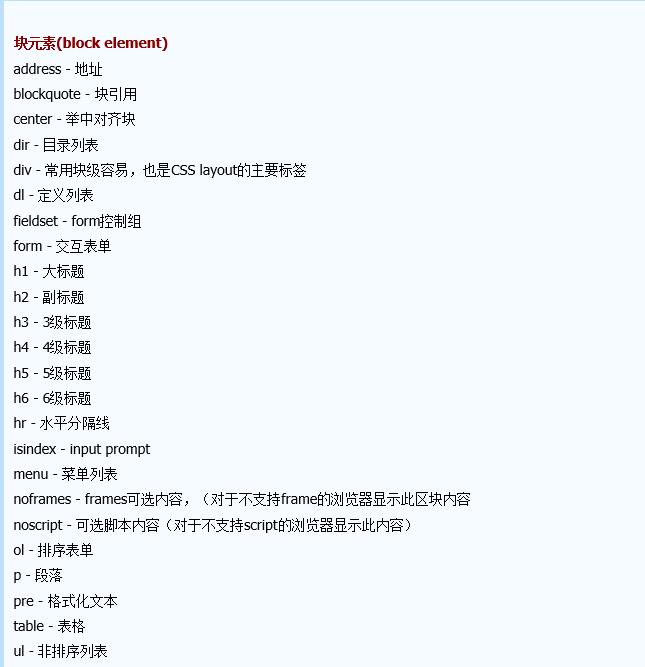 块元素(block element)
address - 地址
blockquote - 块引用
center - 举中对齐块
dir - 目录列表
div - 常用块级容易，也是CSS layout的主要标签
dl - 定义列表
fieldset - form控制组
form - 交互表单
h1 - 大标题
h2 - 副标题
h3 - 3级标题
h4 - 4级标题
h5 - 5级标题
h6 - 6级标题
hr - 水平分隔线
isindex - input prompt
menu - 菜单列表
noframes - frames可选内容，（对于不支持frame的浏览器显示此区块内容
noscript - 可选脚本内容（对于不支持script的浏览器显示此内容）
ol - 排序表单
p - 段落
pre - 格式化文本
table - 表格
ul - 非排序列表